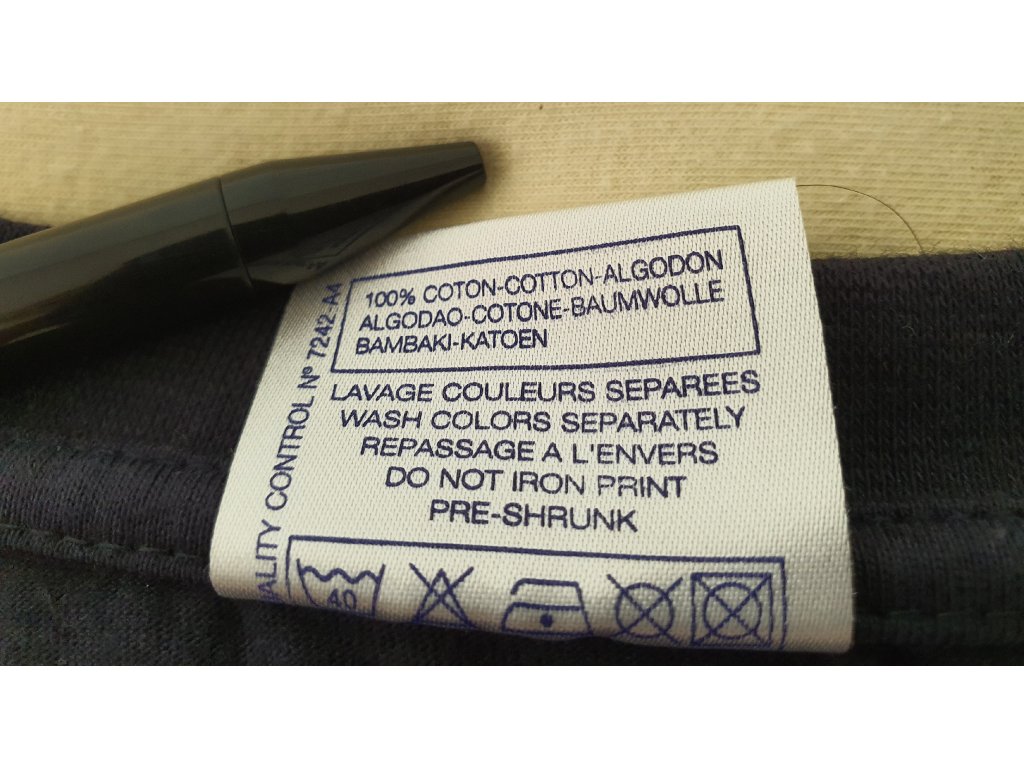 100% COTON-COTTON-ALGODON
ALGODAO-COTONE-BAUMWOLLE
BAMBAKI-KATOEN
LAVAGE COULEURS SEPAREES
WASH COLORS SEPARATELY
REPASSAGE A L'ENVERS
DO NOT IRON PRINT
PRE-SHRUNK
40
ALITY CONTROL Nº 7242 A4